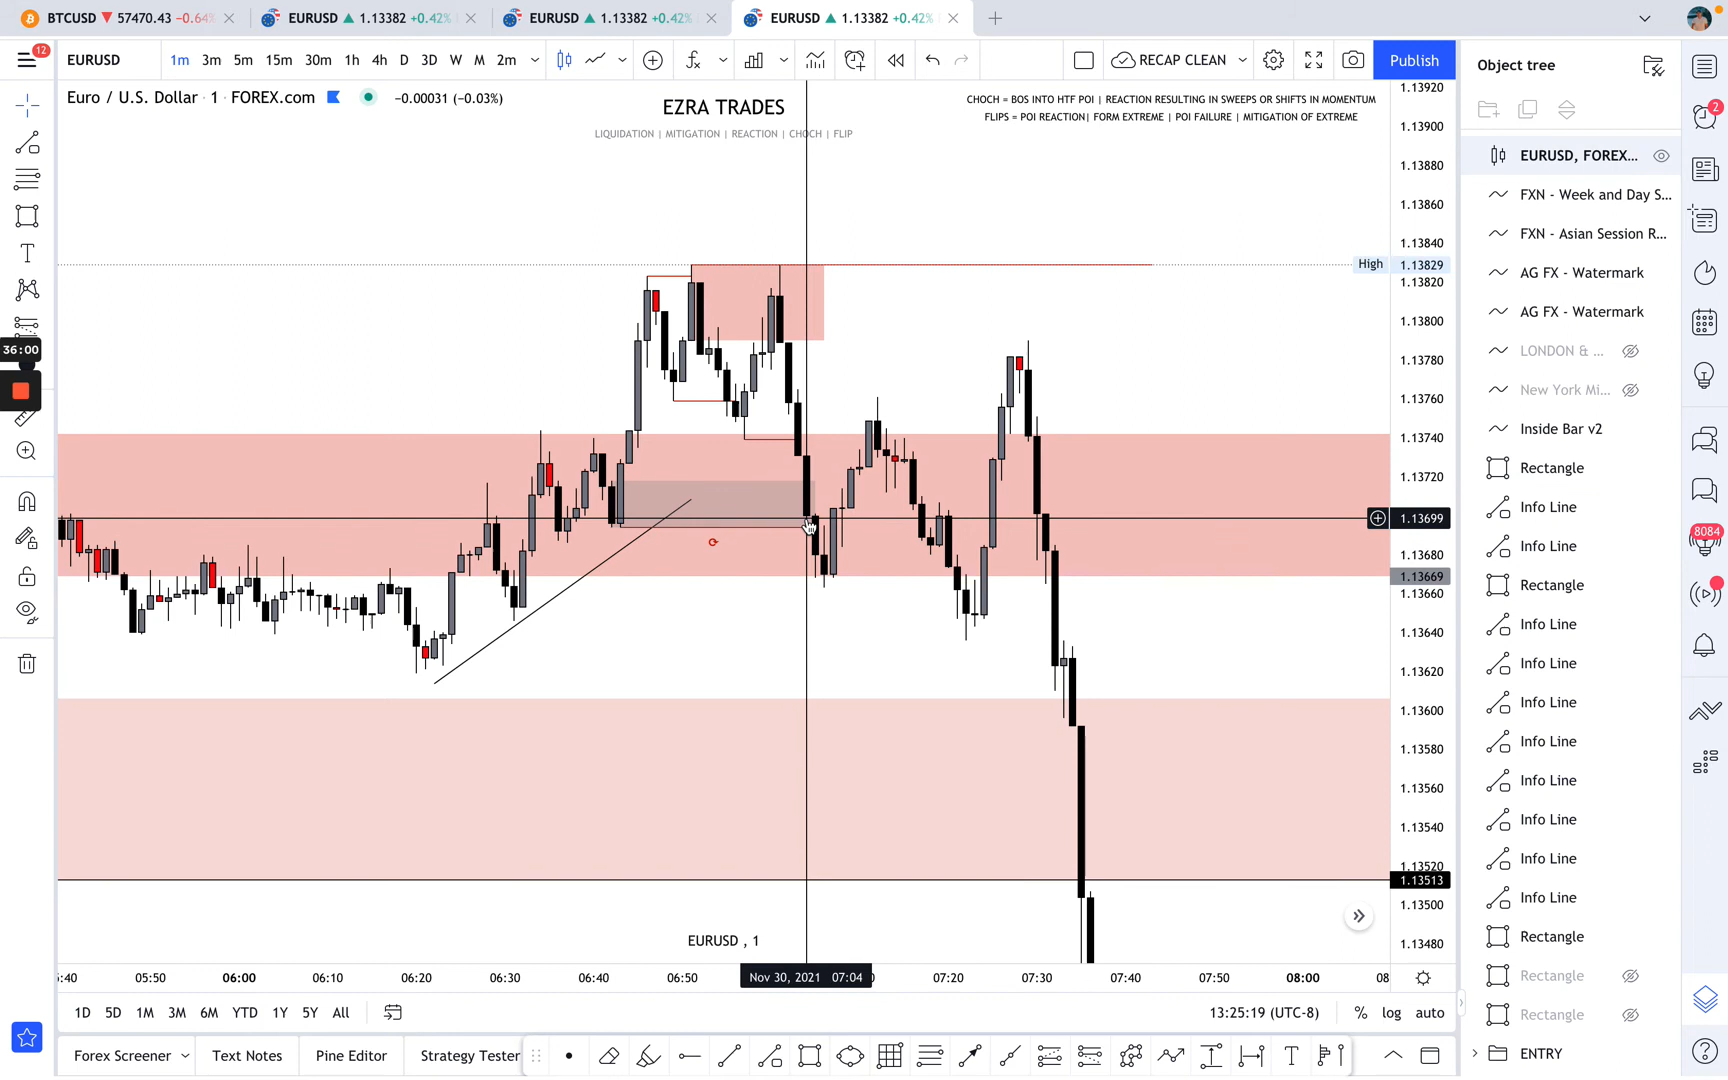 BTCUSD ▼ 57470.43 −0.64%
EURUSD ▲ 1.13382 +0.42%
EURUSD ▲ 1.13382 +0.42%
EURUSD ▲ 1.13382 +0.42%
12
EURUSD
1m 3m 5m 15m 30m 1h 4h D 3D W M 2m
RECAP CLEAN
Publish
Object tree
Euro / U.S. Dollar · 1 · FOREX.com
−0.00031 (−0.03%)
EZRA TRADES
LIQUIDATION | MITIGATION | REACTION | CHOCH | FLIP
CHOCH = BOS INTO HTF POI | REACTION RESULTING IN SWEEPS OR SHIFTS IN MOMENTUM
FLIPS = POI REACTION| FORM EXTREME | POI FAILURE | MITIGATION OF EXTREME
1.13920
1.13900
1.13880
1.13860
1.13840
High 1.13829
1.13820
1.13800
1.13780
1.13760
1.13740
1.13720
1.13699
1.13680
1.13669
1.13660
1.13640
1.13620
1.13600
1.13580
1.13560
1.13540
1.13520
1.13513
1.13500
1.13480
36:00
EURUSD , 1
5:40 05:50 06:00 06:10 06:20 06:30 06:40 06:50 Nov 30, 2021 07:04 07:20 07:30 07:40 07:50 08:00 08
1D 5D 1M 3M 6M YTD 1Y 5Y All
13:25:19 (UTC-8) % log auto
Forex Screener Text Notes Pine Editor Strategy Tester
EURUSD, FOREX...
FXN - Week and Day S...
FXN - Asian Session R...
AG FX - Watermark
AG FX - Watermark
LONDON & ...
New York Mi...
Inside Bar v2
Rectangle
Info Line
Info Line
Rectangle
Info Line
Info Line
Info Line
Info Line
Info Line
Info Line
Info Line
Info Line
Rectangle
Rectangle
Rectangle
ENTRY
2
8084